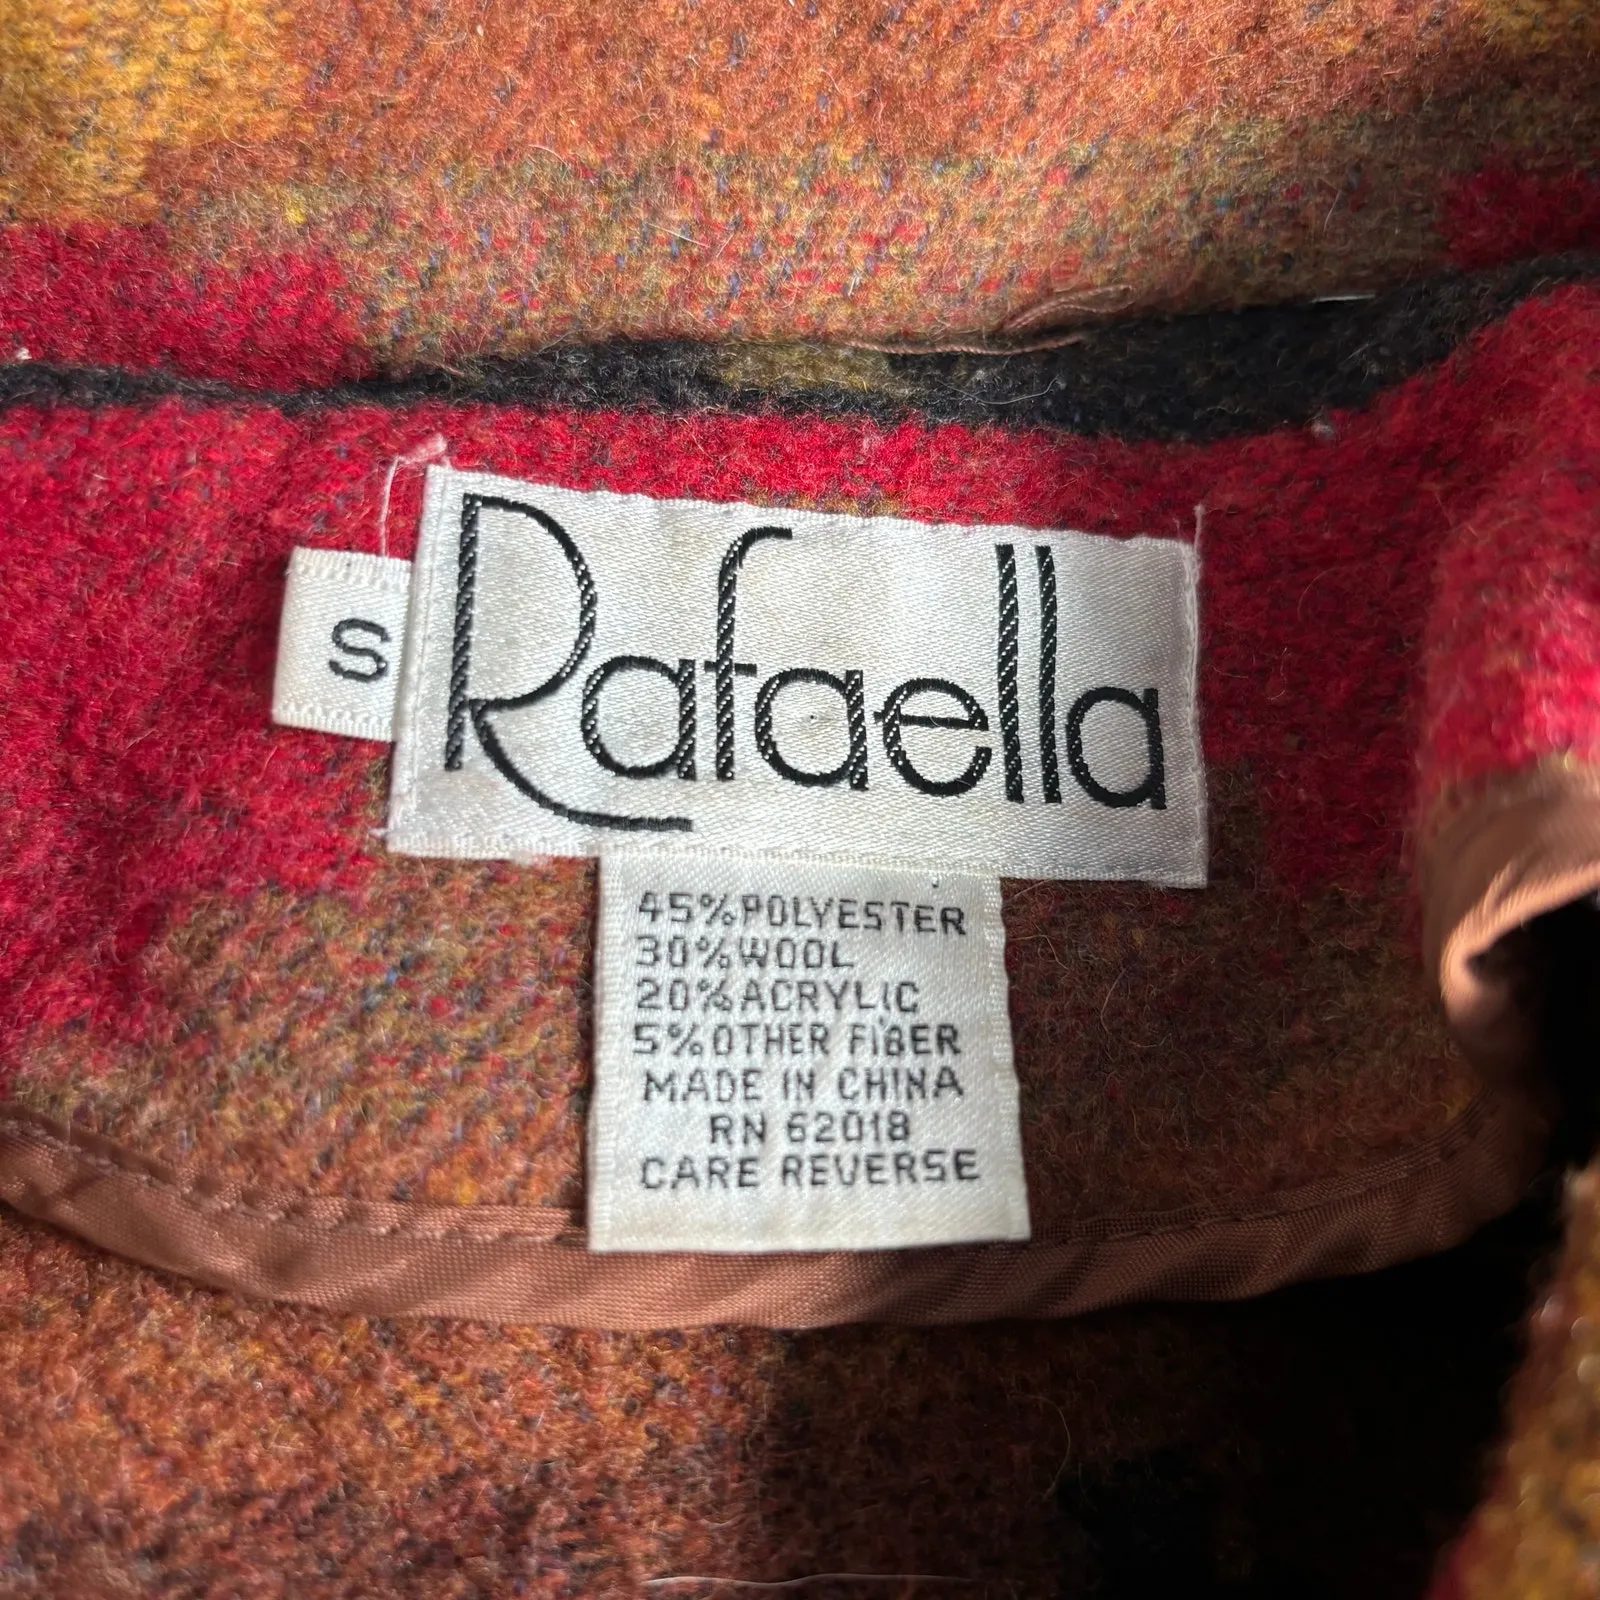 S
Rafaella
45%POLYESTER
30%WOOL
20%ACRYLIC
5%OTHER FIBER
MADE IN CHINA
RN 62018
CARE REVERSE